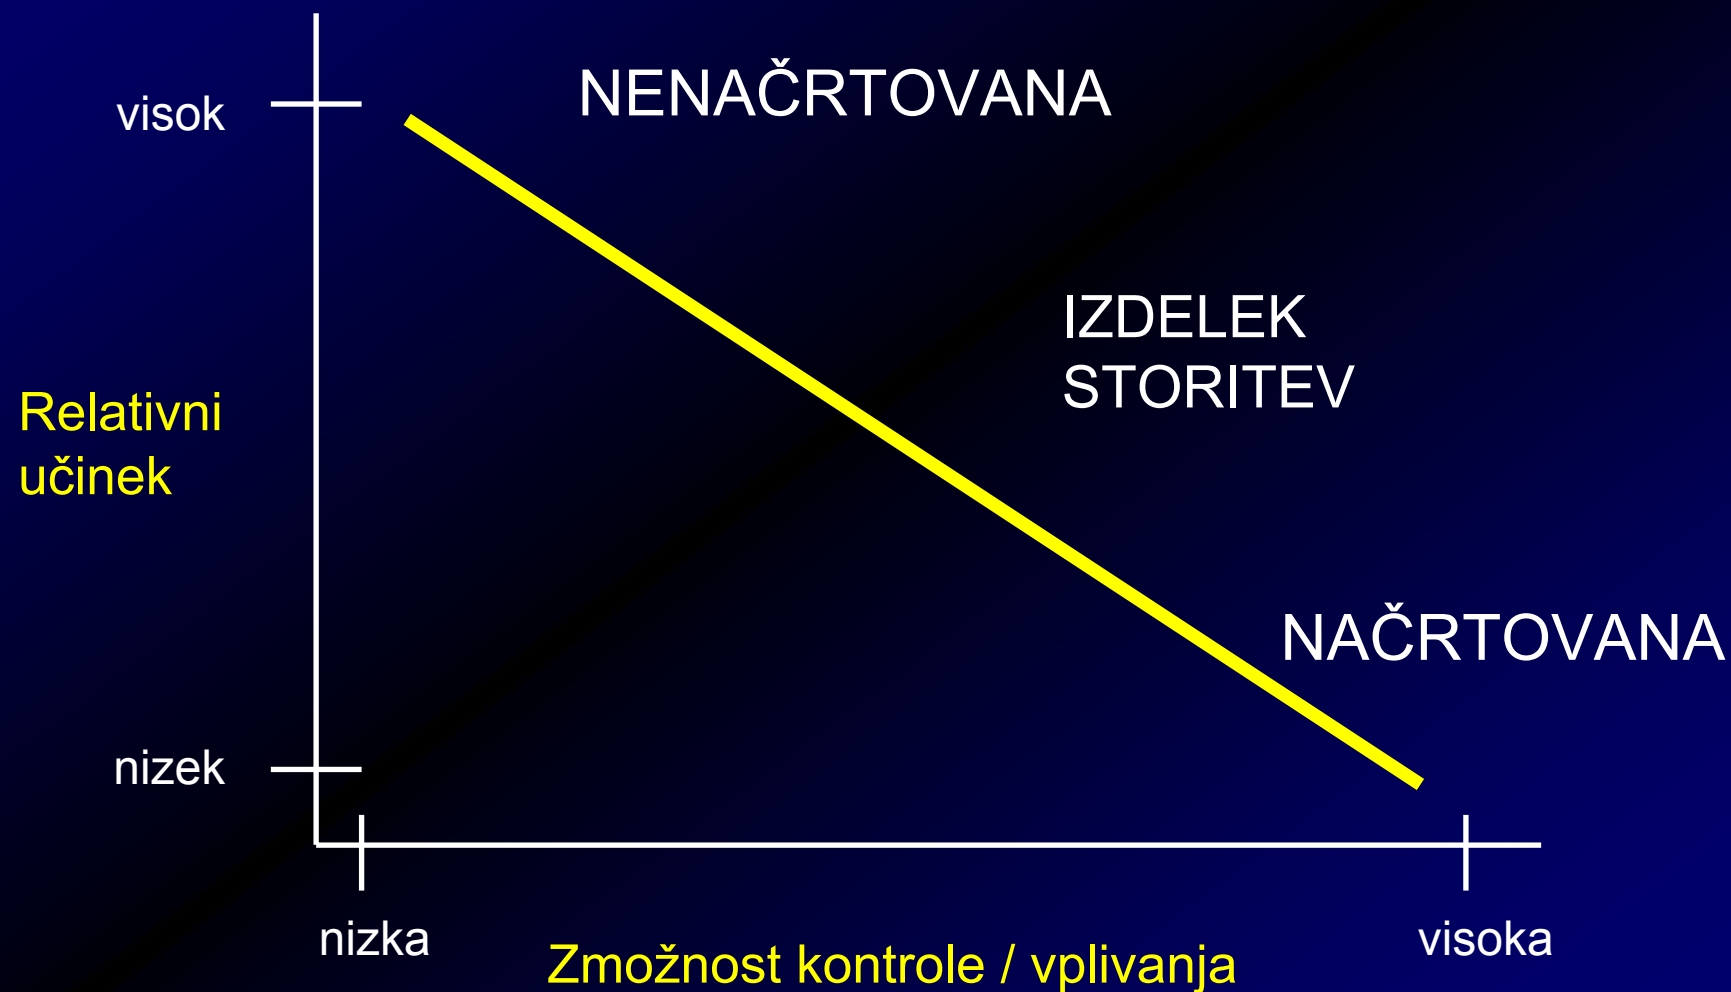 NENAČRTOVANA
visok
IZDELEK
STORITEV
Relativni
učinek
NAČRTOVANA
nizek
nizka
visoka
Zmožnost kontrole / vplivanja